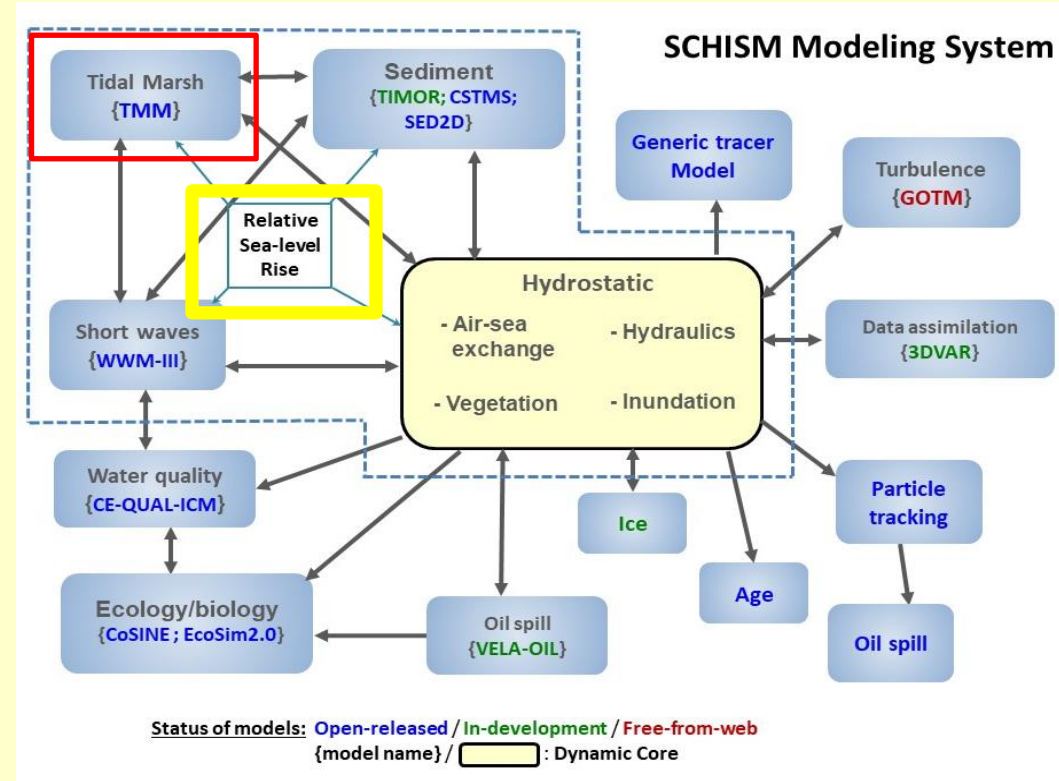 SCHISM Modeling System
Tidal Marsh
{TMM}
Sediment
{TIMOR; CSTMS;
SED2D}
Generic tracer
Model
Turbulence
{GOTM}
Relative
Sea-level
Rise
Hydrostatic
- Air-sea
exchange
- Hydraulics
- Vegetation
- Inundation
Short waves
{WWM-III}
Data assimilation
{3DVAR}
Water quality
{CE-QUAL-ICM}
Particle
tracking
Ice
Age
Ecology/biology
{CoSINE ; EcoSim2.0}
Oil spill
{VELA-OIL}
Oil spill
Status of models: Open-released / In-development / Free-from-web
{model name} / : Dynamic Core